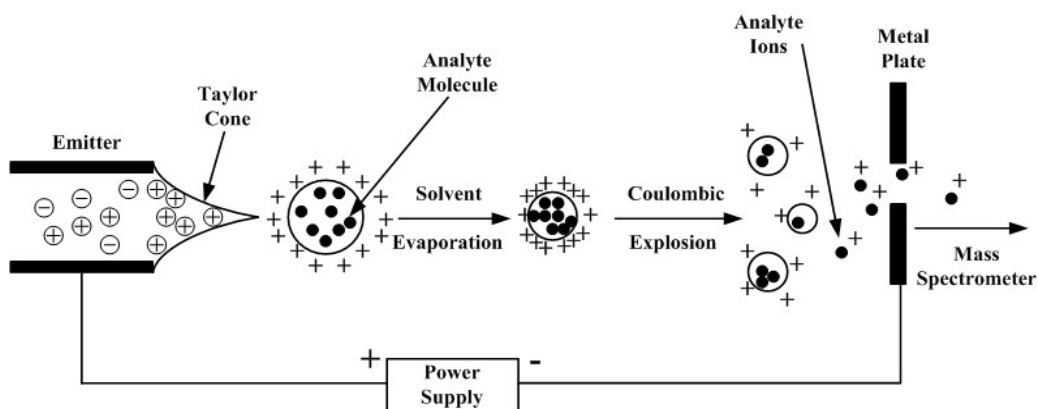 Emitter
Taylor
Cone
Analyte
Molecule
Solvent
Evaporation
Coulombic
Explosion
Analyte
Ions
Metal
Plate
Mass
Spectrometer
+
-
Power
Supply